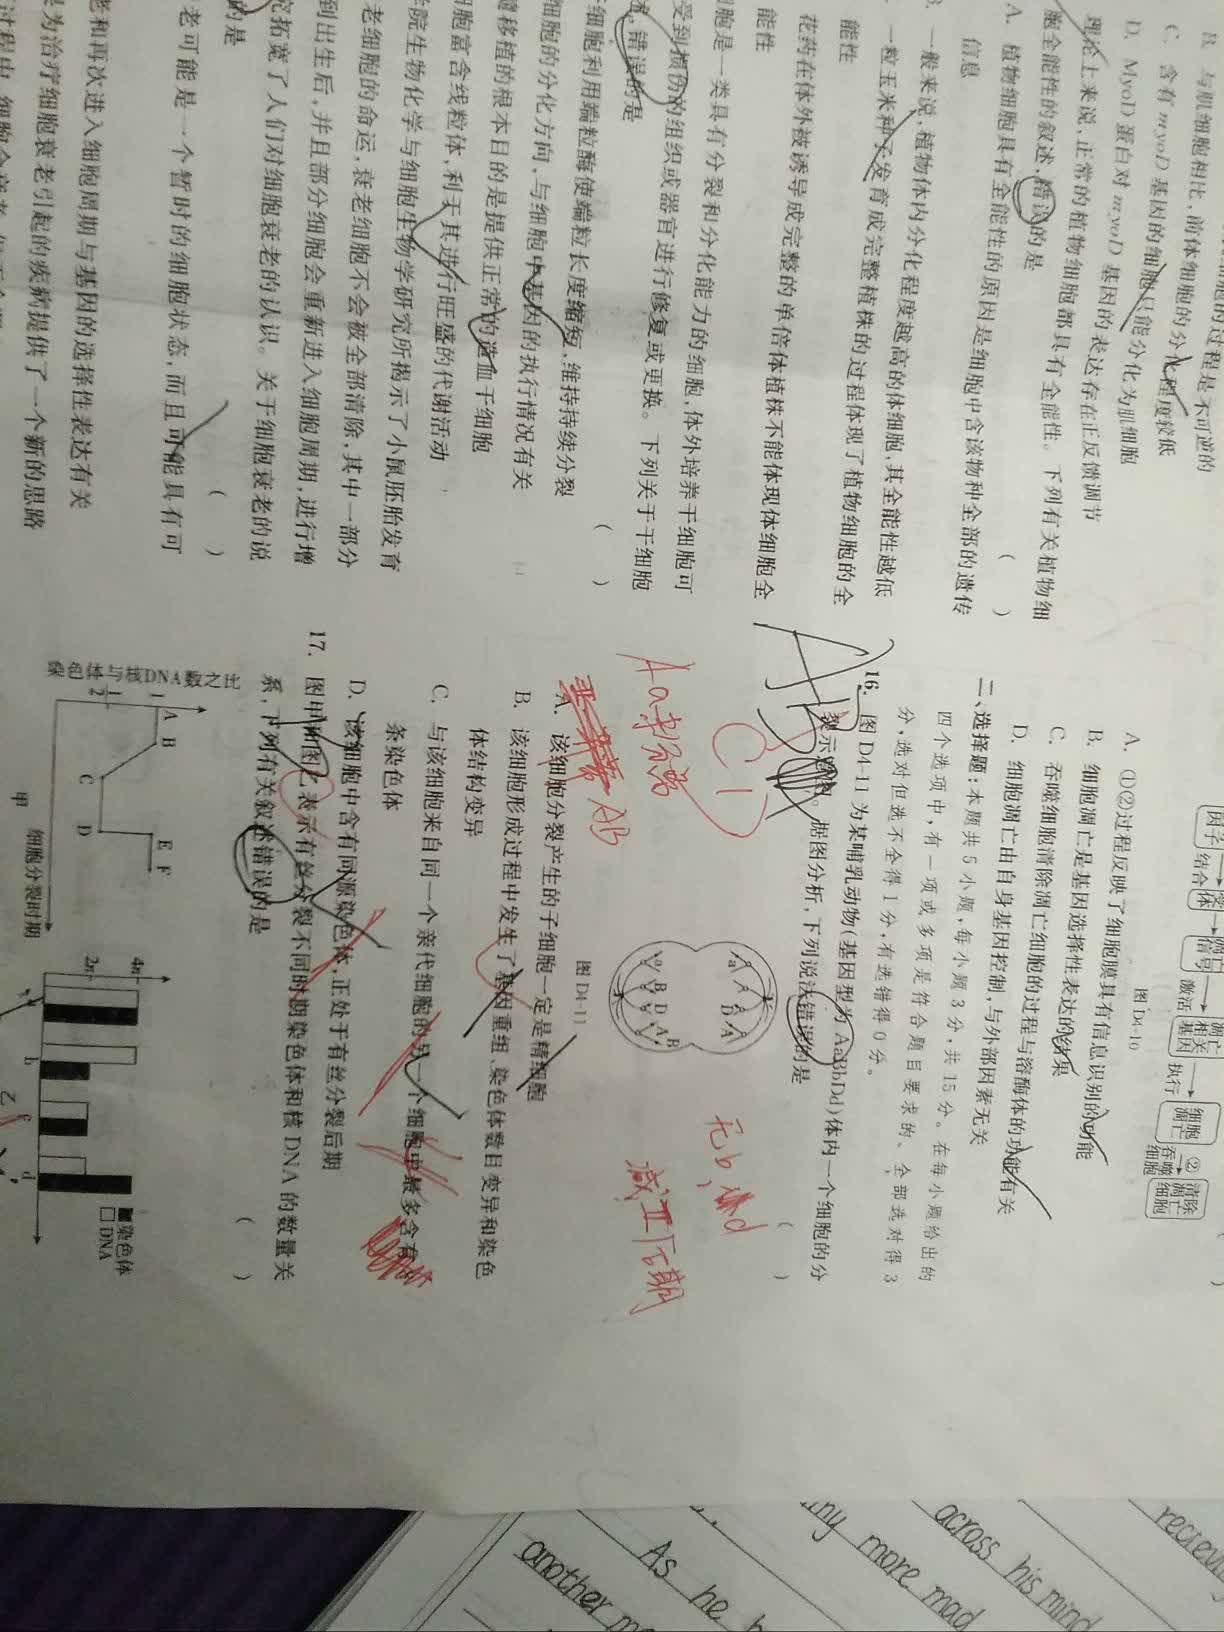 B. 与肌细胞相比,前体细胞的分化程度较低
C. 含有myoD基因的细胞只能分化为肌细胞
D. MyoD蛋白对myoD基因的表达存在正反馈调节
理论上来说,正常的植物细胞都具有全能性。下列有关植物细
胞全能性的叙述,错误的是 ( )
A. 植物细胞具有全能性的原因是细胞中含该物种全部的遗传
信息
B. 一般来说,植物体内分化程度越高的体细胞,其全能性越低
一粒玉米种子发育成完整植株的过程体现了植物细胞的全
能性
花药在体外被诱导成完整的单倍体植株不能体现体细胞全
能性
胞是一类具有分裂和分化能力的细胞,体外培养干细胞可
受到损伤的组织或器官进行修复或更换。下列关于干细胞
错误的是 ( )
细胞利用端粒酶使端粒长度缩短,维持持续分裂
细胞的分化方向,与细胞中基因的执行情况有关
髓移植的根本目的是提供正常的造血干细胞
胞富含线粒体,利于其进行旺盛的代谢活动
学院生物化学与细胞生物学研究所揭示了小鼠胚胎发育
老细胞的命运,衰老细胞不会被全部清除,其中一部分
到出生后,并且部分细胞会重新进入细胞周期,进行增
究拓宽了人们对细胞衰老的认识。关于细胞衰老的说
的是 ( )
老可能是一个暂时的细胞状态,而且可能具有可
老和再次进入细胞周期与基因的选择性表达有关
为治疗细胞衰老引起的疾病提供了一个新的思路
因子
结合
凋亡
信号
激活
凋亡
相关
基因
执行
细胞
凋亡
②
吞噬
细胞
清除
凋亡
细胞
图D4-10
A. ①②过程反映了细胞膜具有信息识别的功能
B. 细胞凋亡是基因选择性表达的结果
C. 吞噬细胞清除凋亡细胞的过程与溶酶体的功能有关
D. 细胞凋亡由自身基因控制,与外部因素无关
二、选择题:本题共5小题,每小题3分,共15分。在每小题给出的
四个选项中,有一项或多项是符合题目要求的、全部选对得3
分,选对但选不全得1分,有选错得0分。
16. 图D4-11为某哺乳动物(基因型为AaBbDd)体内一个细胞的分
裂示意图。据图分析,下列说法错误的是 ( )
无b,d
减Ⅱ后期
AB
图D4-11
A. 该细胞分裂产生的子细胞一定是精细胞
B. 该细胞形成过程中发生了基因重组、染色体数目变异和染色
体结构变异
C. 与该细胞来自同一个亲代细胞的另一个细胞中最多含有
条染色体
D. 该细胞中含有同源染色体,正处于有丝分裂后期
17. 图甲和图乙表示有丝分裂不同时期染色体和核DNA的数量关
系,下列有关叙述错误的是 ( )
染色体与核DNA数之比
1
1/2
A B C D E F
细胞分裂时期
甲
4n
2n
a b c d
染色体
DNA
乙
recrevi
across his mind
ny more mad
As he h
another m